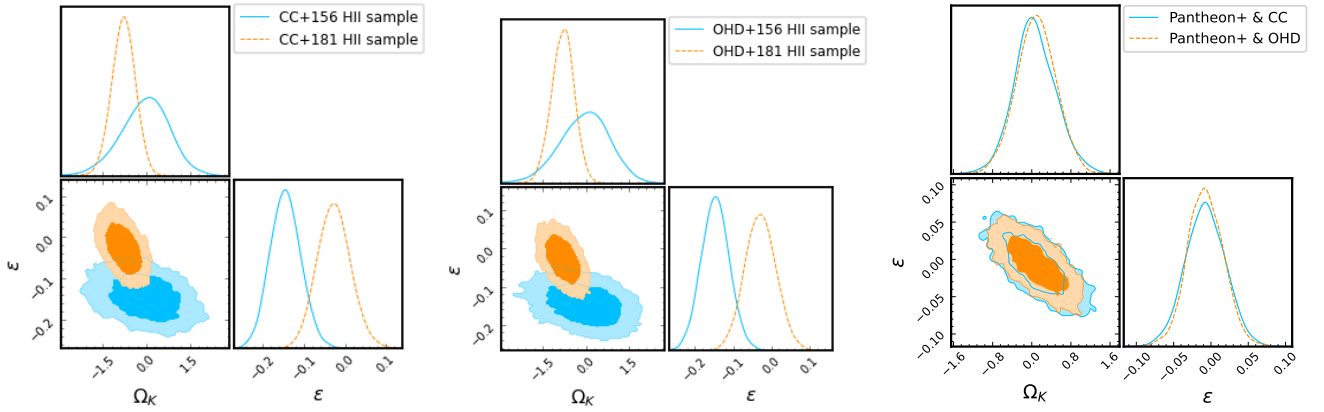 CC+156 HII sample
CC+181 HII sample
0.1
0.0
−0.1
−0.2
ε
−1.5
0.0
1.5
Ω_K
−0.2
−0.1
0.0
0.1
ε
OHD+156 HII sample
OHD+181 HII sample
0.1
0.0
−0.1
−0.2
ε
−1.5
0.0
1.5
Ω_K
−0.2
−0.1
0.0
0.1
ε
Pantheon+ & CC
Pantheon+ & OHD
0.10
0.05
0.00
−0.05
−0.10
ε
−1.6
−0.8
0.0
0.8
1.6
Ω_K
−0.10
−0.05
0.00
0.05
0.10
ε